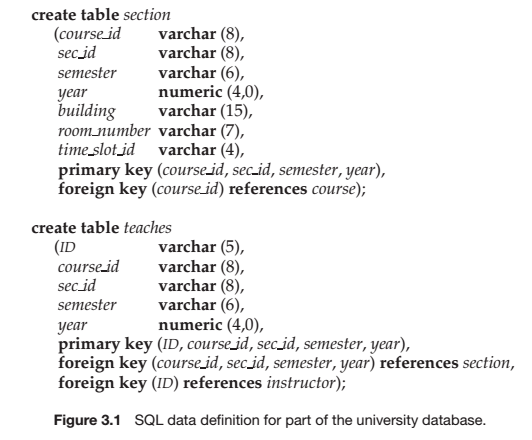 create table section
(course_id varchar (8),
sec_id varchar (8),
semester varchar (6),
year numeric (4,0),
building varchar (15),
room_number varchar (7),
time_slot_id varchar (4),
primary key (course_id, sec_id, semester, year),
foreign key (course_id) references course);
create table teaches
(ID varchar (5),
course_id varchar (8),
sec_id varchar (8),
semester varchar (6),
year numeric (4,0),
primary key (ID, course_id, sec_id, semester, year),
foreign key (course_id, sec_id, semester, year) references section,
foreign key (ID) references instructor);
Figure 3.1 SQL data definition for part of the university database.